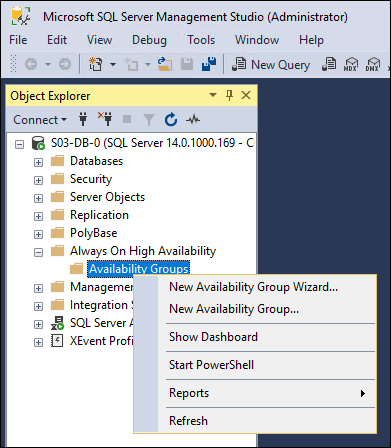 Microsoft SQL Server Management Studio (Administrator)
File Edit View Debug Tools Window Help
New Query MDX DMX
Object Explorer
Connect
S03-DB-0 (SQL Server 14.0.1000.169 - C
Databases
Security
Server Objects
Replication
PolyBase
Always On High Availability
Availability Groups
Managemen
Integration S
SQL Server A
XEvent Profi
New Availability Group Wizard...
New Availability Group...
Show Dashboard
Start PowerShell
Reports
Refresh